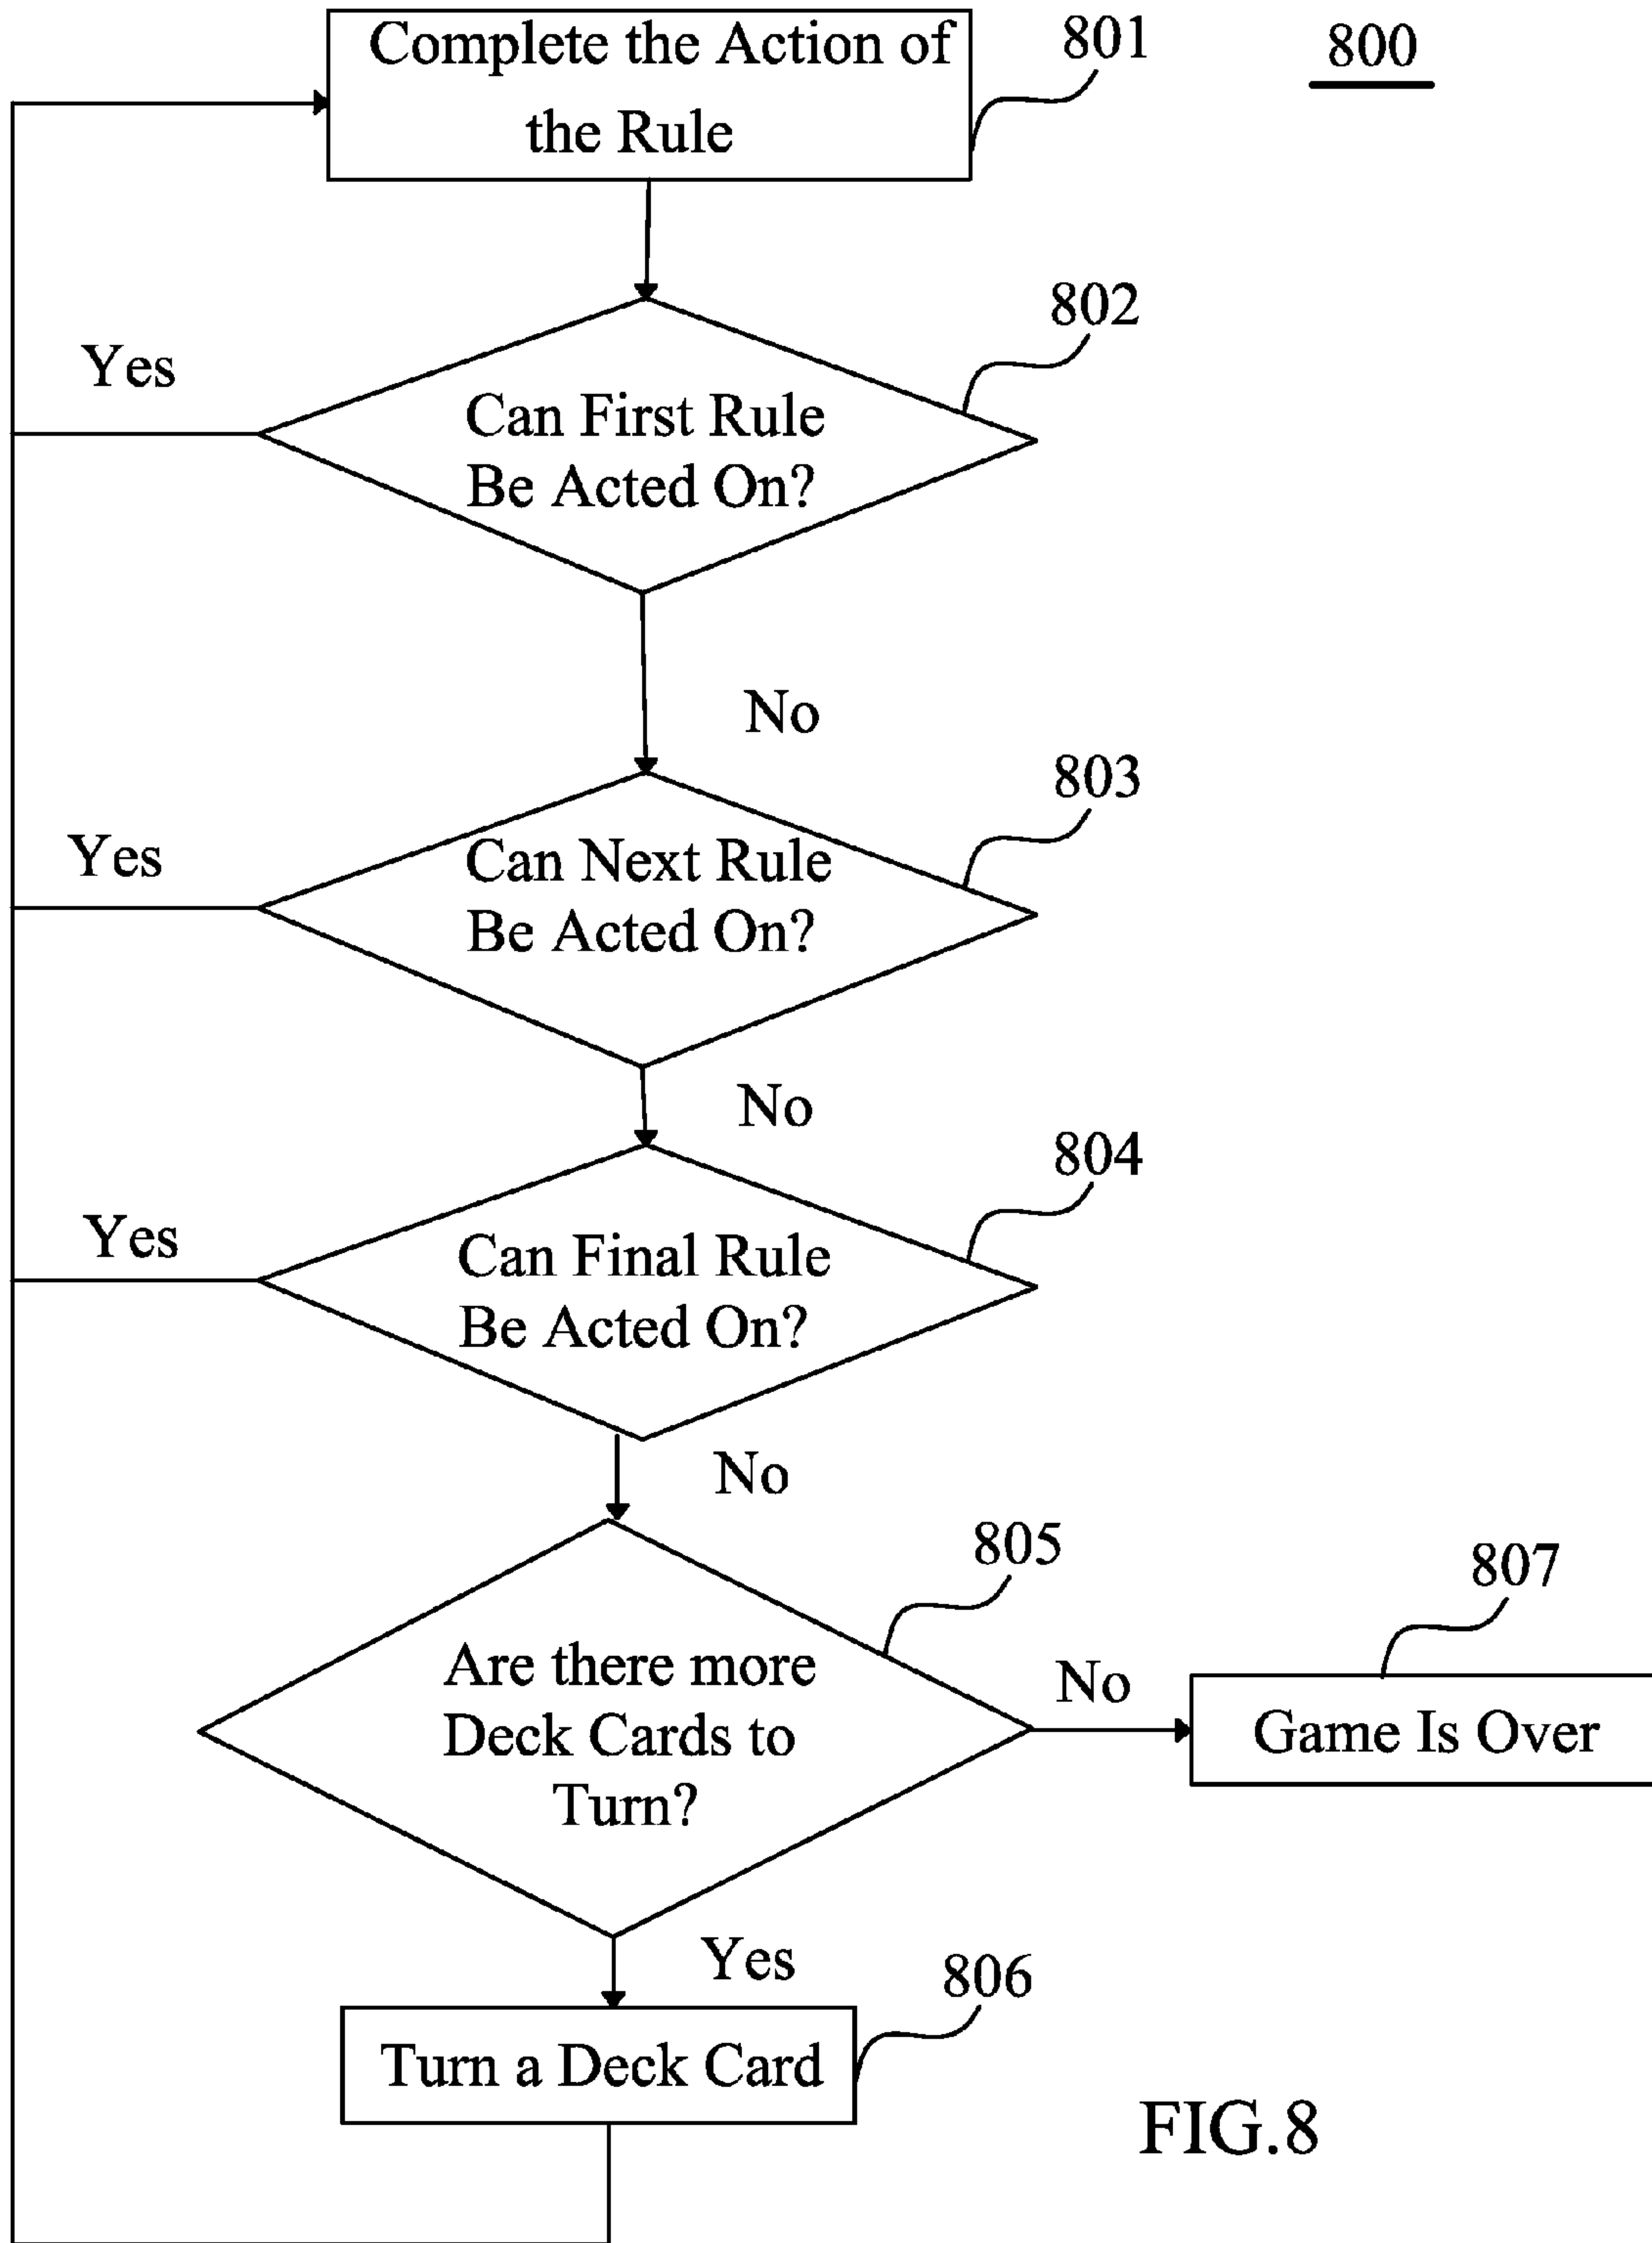 Complete the Action of
the Rule
801
800
802
Yes
Can First Rule
Be Acted On?
No
803
Yes
Can Next Rule
Be Acted On?
No
804
Yes
Can Final Rule
Be Acted On?
No
805
807
Are there more
Deck Cards to
Turn?
No
Game Is Over
Yes
806
Turn a Deck Card
FIG.8